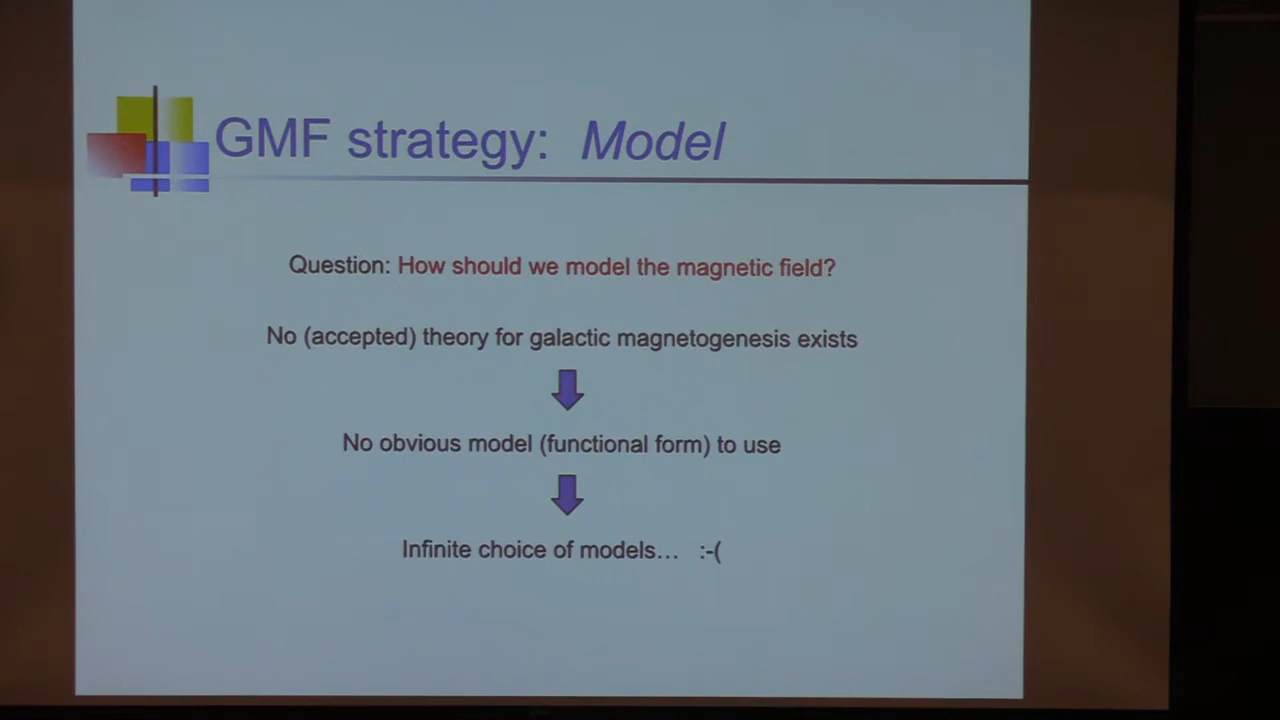 GMF strategy: Model
Question: How should we model the magnetic field?
No (accepted) theory for galactic magnetogenesis exists
No obvious model (functional form) to use
Infinite choice of models... :-(